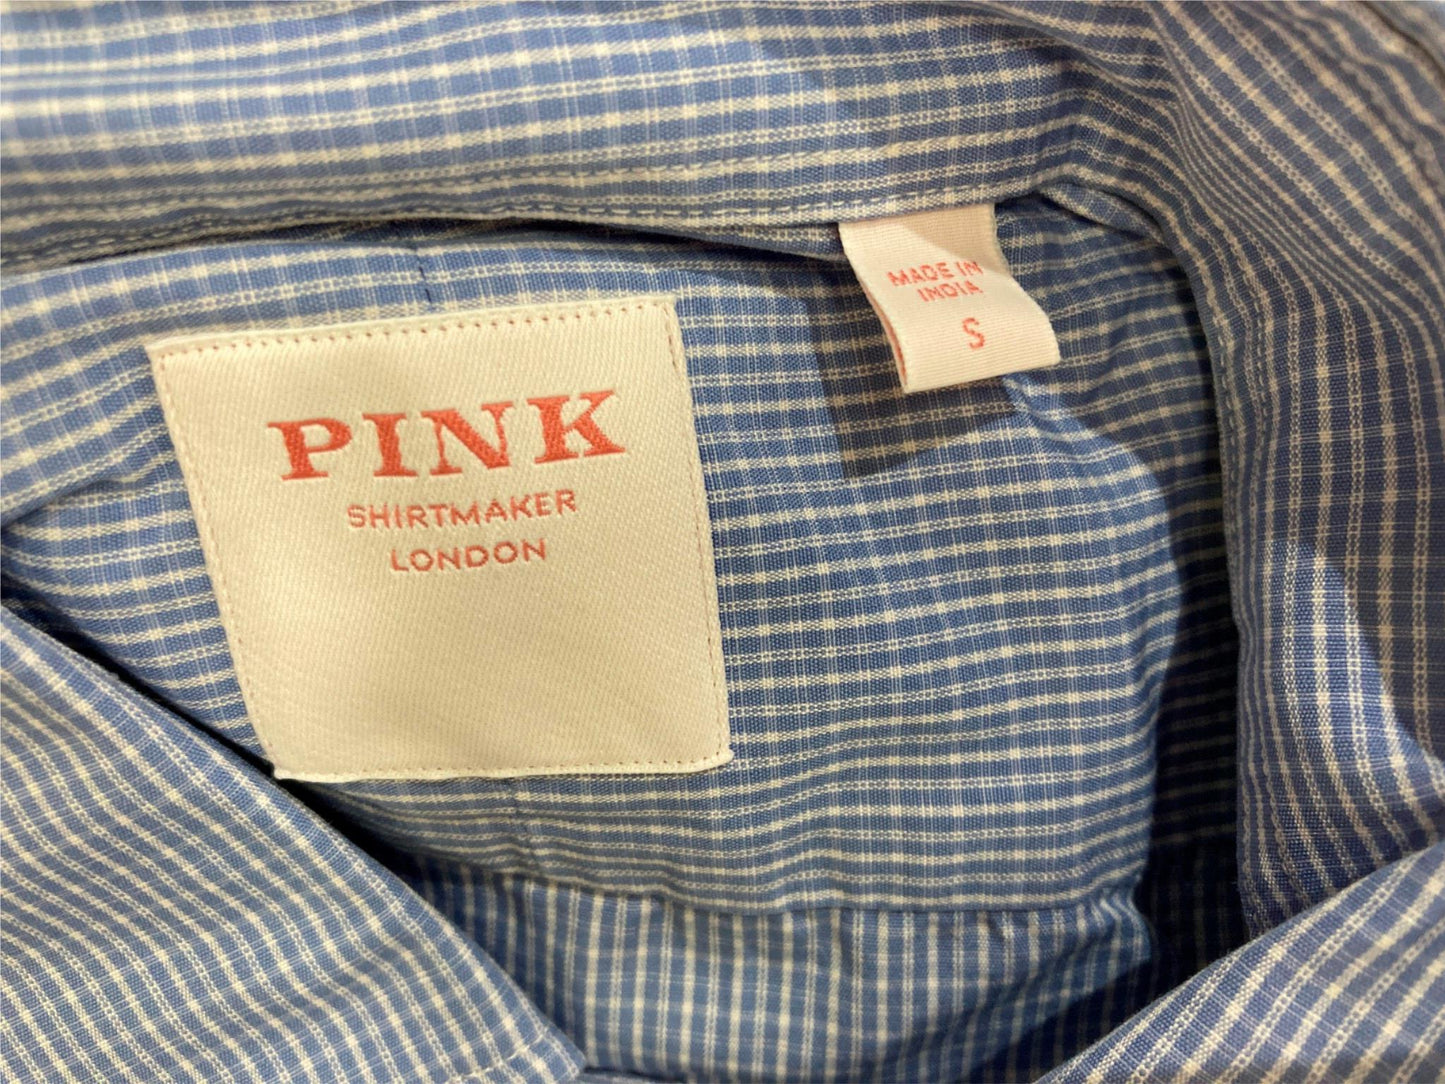 PINK
SHIRTMAKER
LONDON
MADE IN
INDIA
S